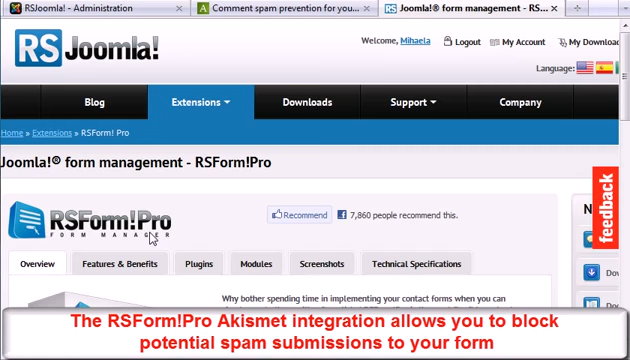 RSJoomla! - Administration
Comment spam prevention for you...
Joomla!® form management - RS...
RSJoomla!
Welcome, Mihaela
Logout
My Account
My Download
Language:
Blog
Extensions
Downloads
Support
Company
Home » Extensions » RSForm! Pro
Joomla!® form management - RSForm!Pro
feedback
RSForm!Pro
FORM MANAGER
Recommend
7,860 people recommend this.
N
Overview
Features & Benefits
Plugins
Modules
Screenshots
Technical Specifications
Dow
Doc
Why bother spending time in implementing your contact forms when you can
The RSForm!Pro Akismet integration allows you to block
potential spam submissions to your form